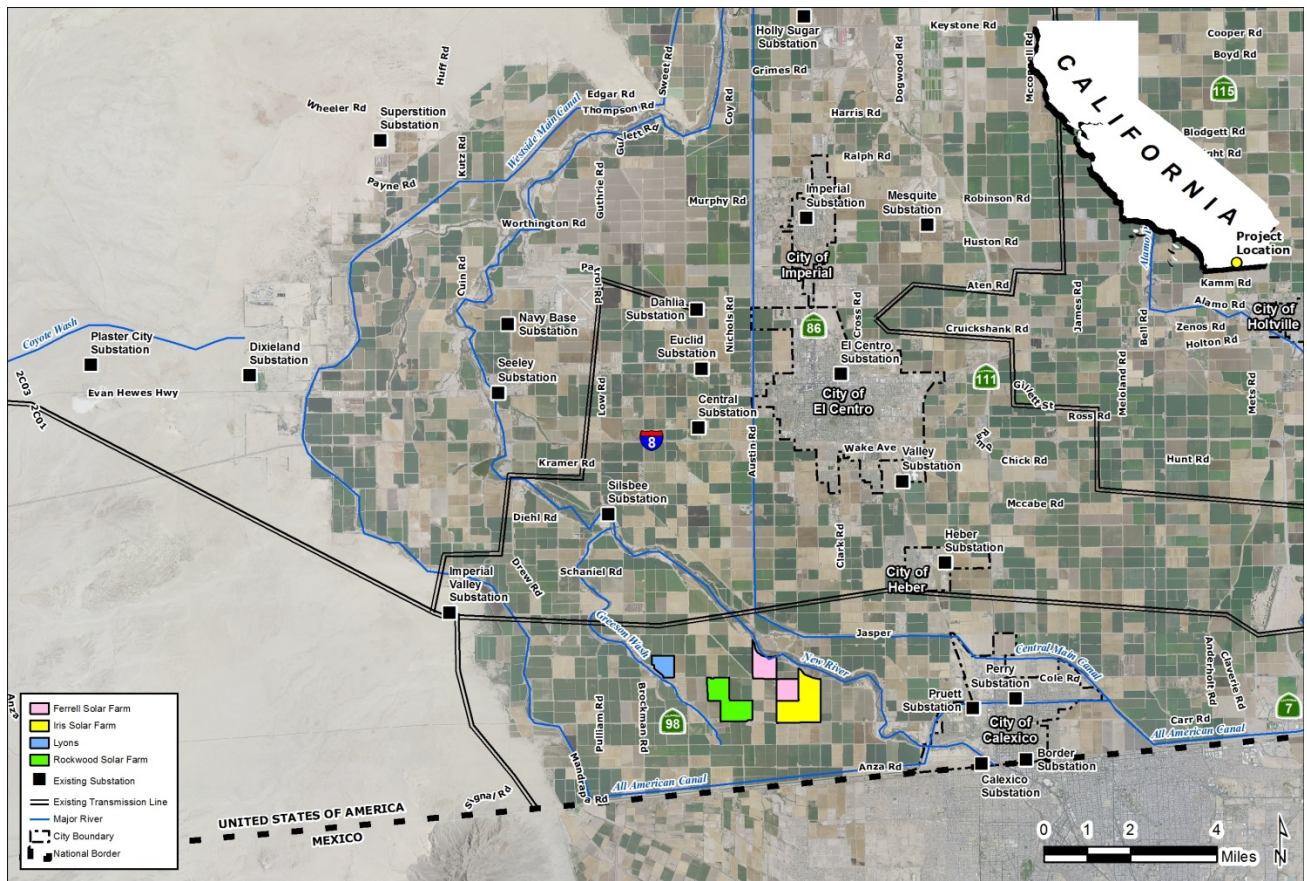 Holly Sugar
Substation
Keystone Rd
Cooper Rd
Boyd Rd
Huff Rd
Sweet Rd
Grimes Rd
Dogwood Rd
CALIFORNIA
115
Wheeler Rd
Superstition
Substation
Edgar Rd
Thompson Rd
Coy Rd
Harris Rd
Westside Main Canal
Blodgett Rd
Kutz Rd
Ralph Rd
Payne Rd
Guthrie Rd
Murphy Rd
Imperial
Substation
Mesquite
Substation
Robinson Rd
Worthington Rd
Huston Rd
Project
Location
City of
Imperial
Cuin Rd
Aten Rd
Kamm Rd
Alamo Rd
City of
Holtville
Dahlia
Substation
Nichols Rd
Cross Rd
James Rd
Bell Rd
Coyote Wash
Plaster City
Substation
Dixieland
Substation
Navy Base
Substation
86
Cruickshank Rd
Zenos Rd
Holton Rd
Euclid
Substation
El Centro
Substation
Seeley
Substation
111
Gillett St
Meloland Rd
Mets Rd
2C03
2C01
Evan Hewes Hwy
Low Rd
Central
Substation
City of
El Centro
Ross Rd
8
Austin Rd
Wake Ave
Valley
Substation
Chick Rd
Hunt Rd
Kramer Rd
Silsbee
Substation
Mccabe Rd
Diehl Rd
Clark Rd
Heber
Substation
Imperial
Valley
Substation
Drew Rd
Schaniel Rd
City of
Heber
Greeson Wash
Jasper
New River
Central Main Canal
Perry
Substation
Cole Rd
Anderholt Rd
Claverie Rd
Pruett
Substation
Pulliam Rd
Brockman Rd
98
City of
Calexico
Carr Rd
7
All American Canal
Anza Rd
Border
Substation
Calexico
Substation
All American Canal
Signal Rd
UNITED STATES OF AMERICA
MEXICO
Ferrell Solar Farm
Iris Solar Farm
Lyons
Rockwood Solar Farm
Existing Substation
Existing Transmission Line
Major River
City Boundary
National Border
0 1 2 4
Miles
N